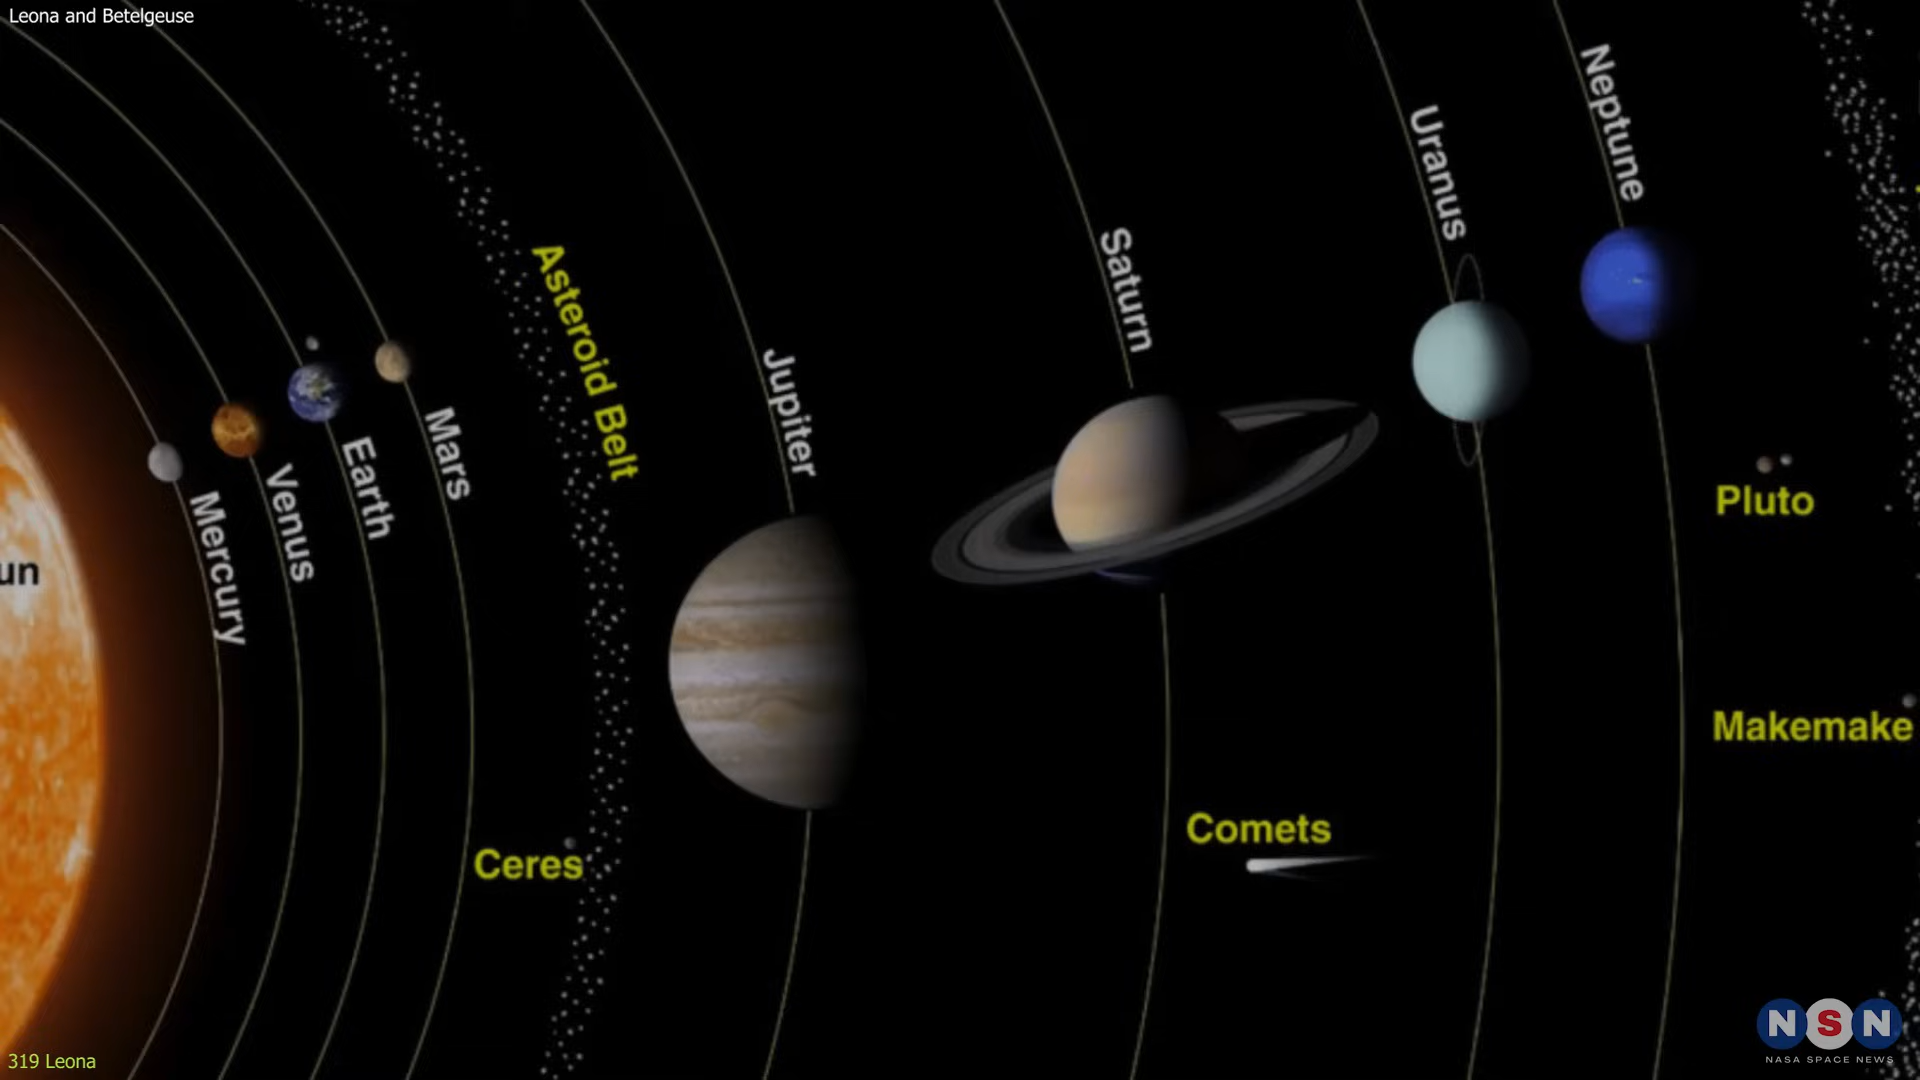 Leona and Betelgeuse
Neptune
Uranus
Saturn
Asteroid Belt
Jupiter
Mars
Earth
Venus
Mercury
un
Pluto
Makemake
Comets
Ceres
319 Leona
NSN
NASA SPACE NEWS